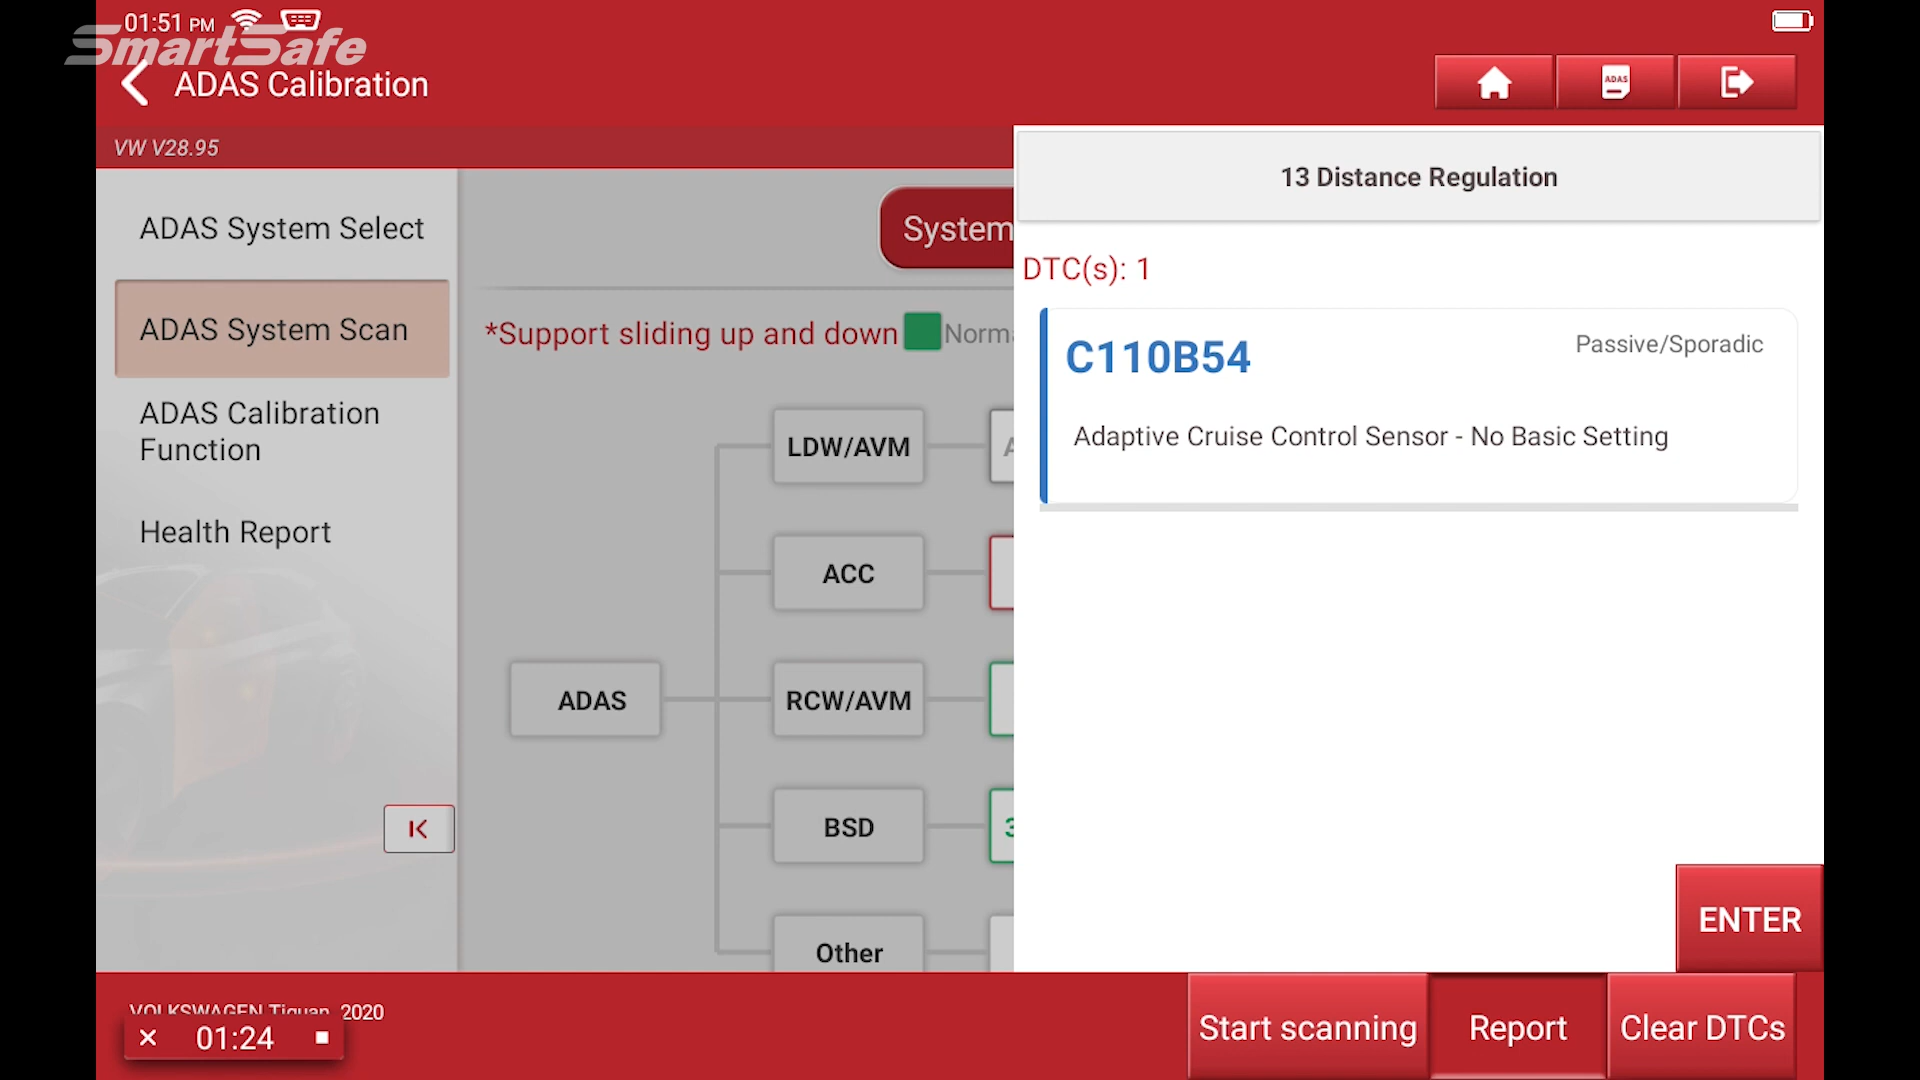 01:51 PM
SmartSafe
ADAS Calibration
ADAS
VW V28.95
ADAS System Select
ADAS System Scan
ADAS Calibration
Function
Health Report
System
*Support sliding up and down
ADAS
LDW/AVM
ACC
RCW/AVM
BSD
Other
13 Distance Regulation
DTC(s): 1
C110B54
Passive/Sporadic
Adaptive Cruise Control Sensor - No Basic Setting
ENTER
VOLKSWAGEN Tiguan 2020
01:24
Start scanning
Report
Clear DTCs